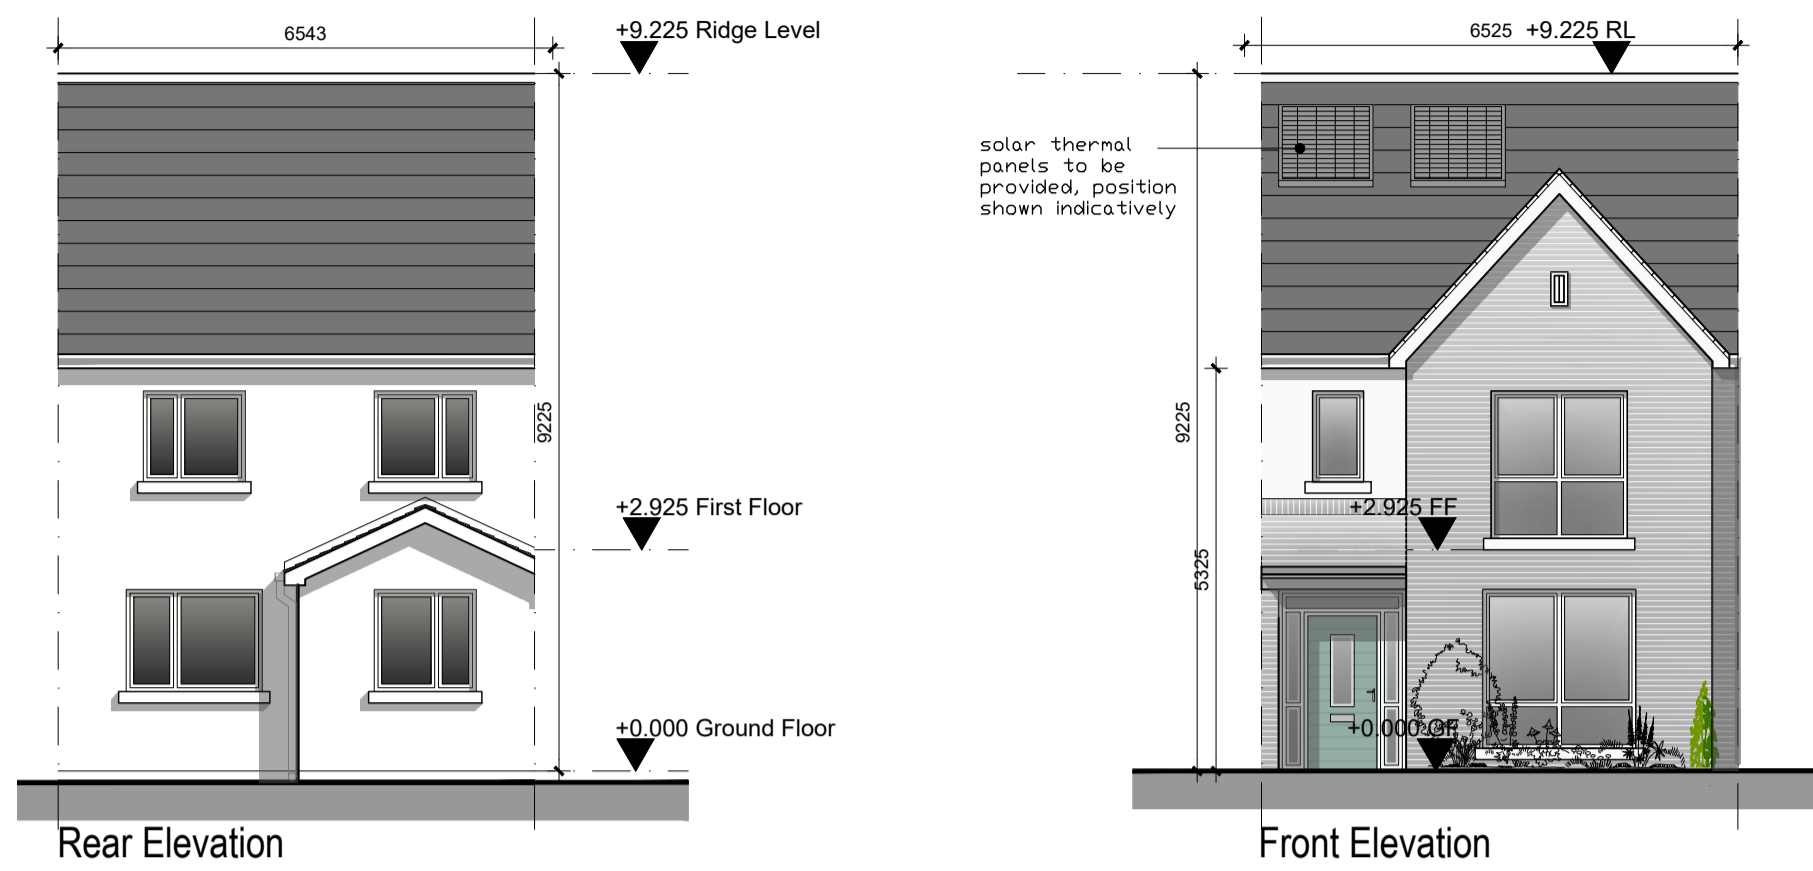 6543
+9.225 Ridge Level
9225
+2.925 First Floor
+0.000 Ground Floor
Rear Elevation
6525
+9.225 RL
solar thermal
panels to be
provided, position
shown indicatively
9225
5325
+2.925 FF
+0.000 GF
Front Elevation